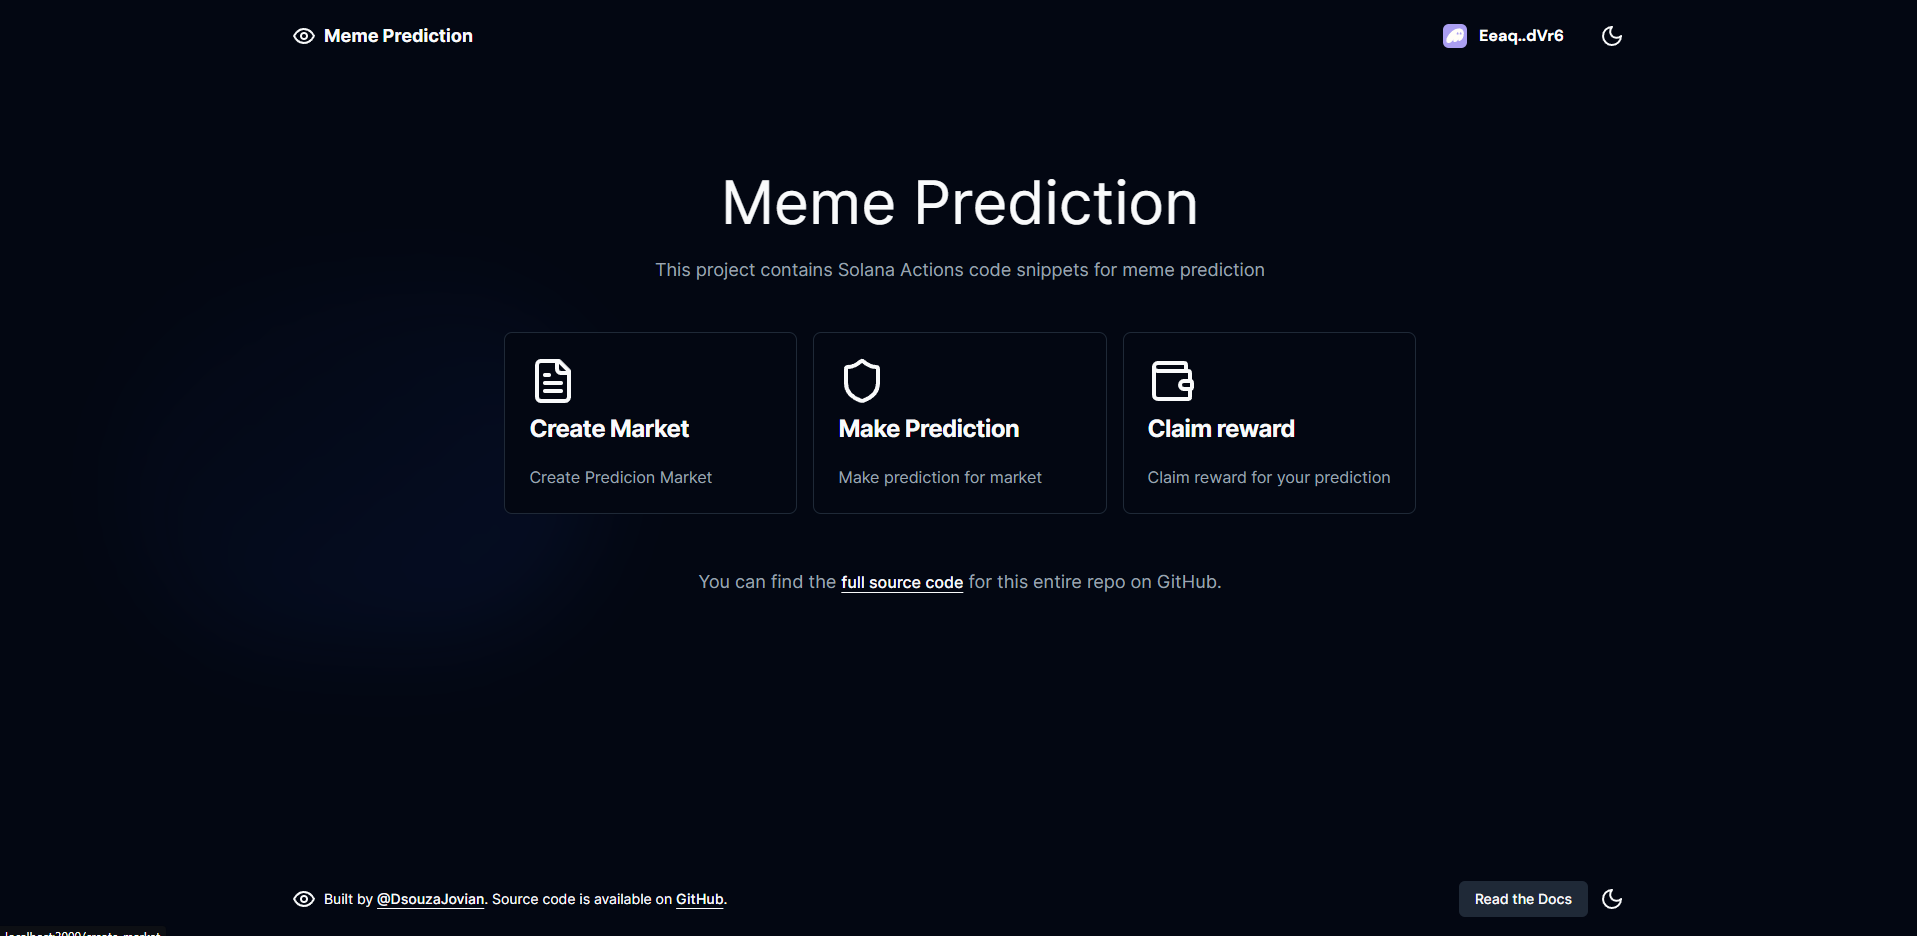 Meme Prediction
Eeaq..dVr6
Meme Prediction
This project contains Solana Actions code snippets for meme prediction
Create Market
Create Predicion Market
Make Prediction
Make prediction for market
Claim reward
Claim reward for your prediction
You can find the full source code for this entire repo on GitHub.
Built by @DsouzaJovian. Source code is available on GitHub.
Read the Docs